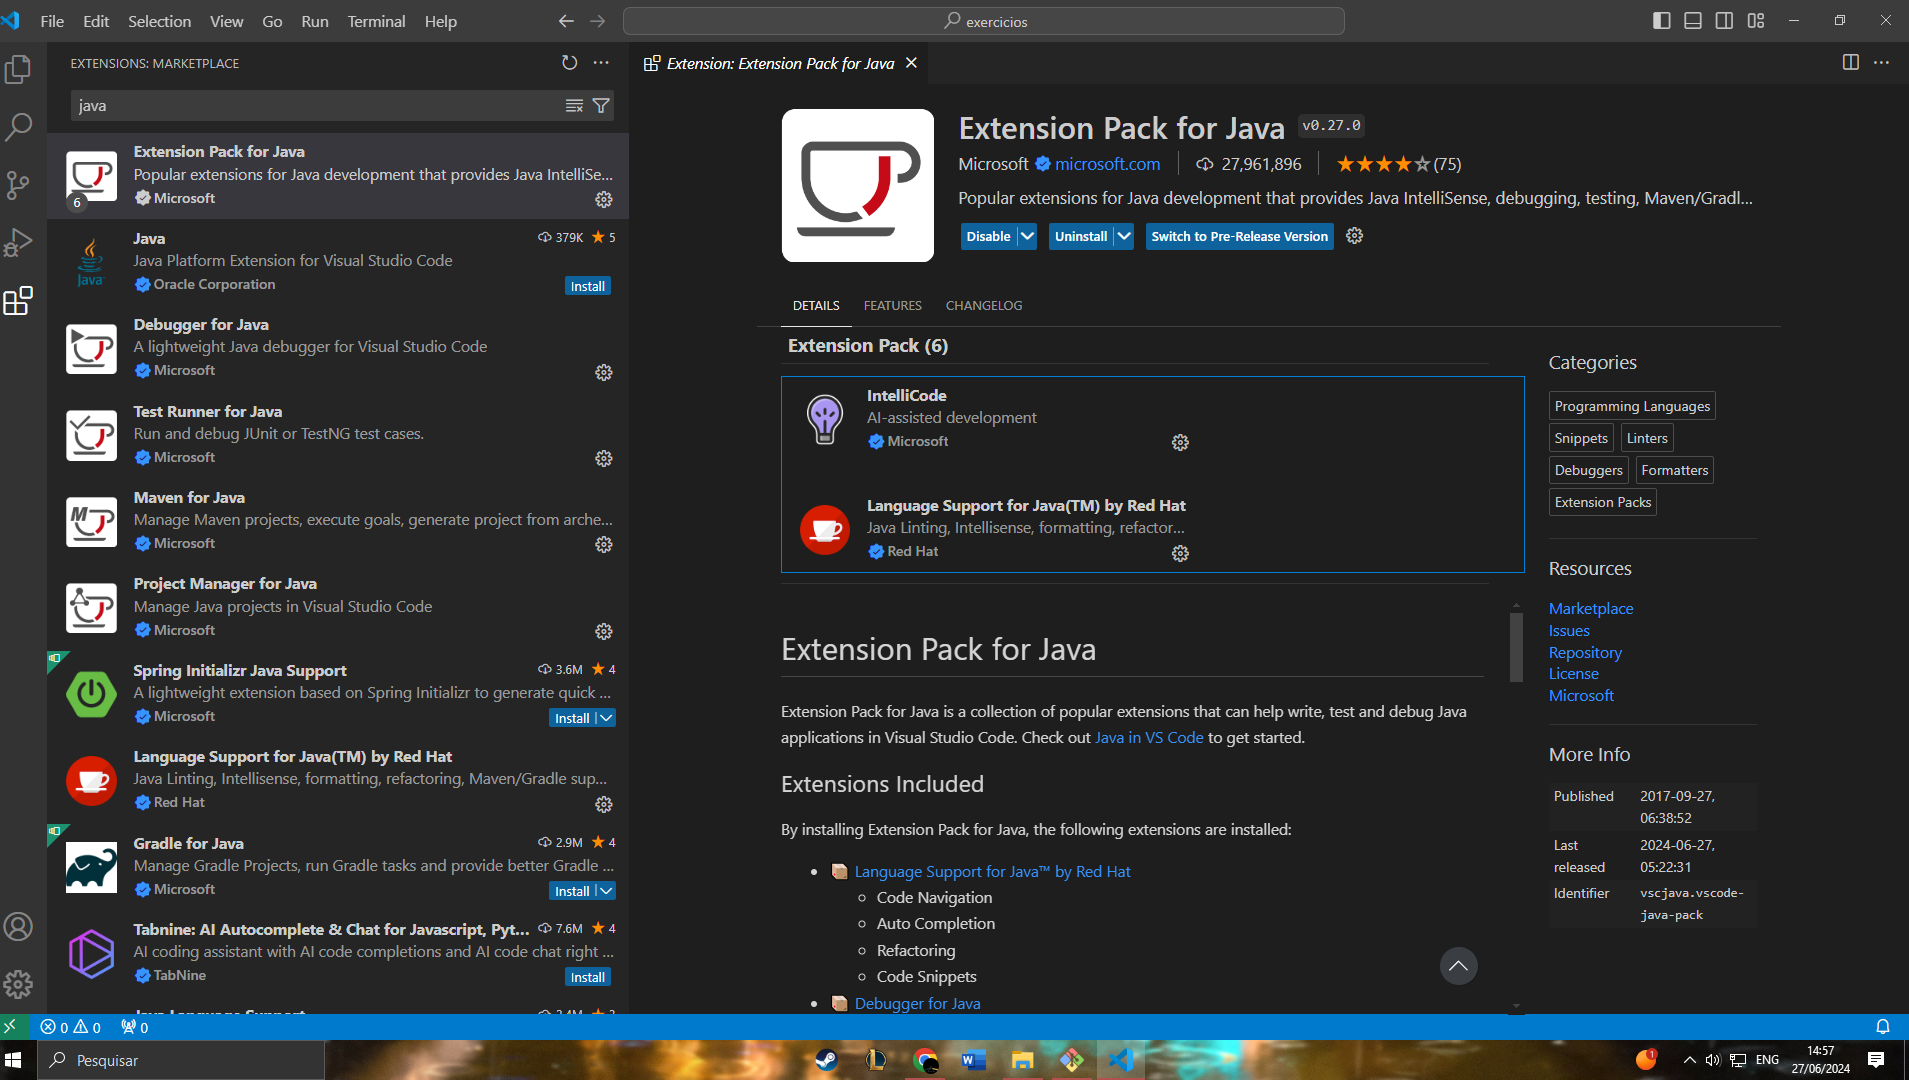 File Edit Selection View Go Run Terminal Help
exercicios
EXTENSIONS: MARKETPLACE
java
Extension Pack for Java
Popular extensions for Java development that provides Java IntelliSe...
6
Microsoft
Java 379K 5
Java Platform Extension for Visual Studio Code
Oracle Corporation Install
Debugger for Java
A lightweight Java debugger for Visual Studio Code
Microsoft
Test Runner for Java
Run and debug JUnit or TestNG test cases.
Microsoft
Maven for Java
Manage Maven projects, execute goals, generate project from arche...
Microsoft
Project Manager for Java
Manage Java projects in Visual Studio Code
Microsoft
Spring Initializr Java Support 3.6M 4
A lightweight extension based on Spring Initializr to generate quick ...
Microsoft Install
Language Support for Java(TM) by Red Hat
Java Linting, Intellisense, formatting, refactoring, Maven/Gradle sup...
Red Hat
Gradle for Java 2.9M 4
Manage Gradle Projects, run Gradle tasks and provide better Gradle ...
Microsoft Install
Tabnine: AI Autocomplete & Chat for Javascript, Pyt... 7.6M 4
AI coding assistant with AI code completions and AI code chat right ...
TabNine Install
Extension: Extension Pack for Java
Extension Pack for Java v0.27.0
Microsoft microsoft.com 27,961,896 (75)
Popular extensions for Java development that provides Java IntelliSense, debugging, testing, Maven/Gradl...
Disable Uninstall Switch to Pre-Release Version
DETAILS FEATURES CHANGELOG
Extension Pack (6)
IntelliCode
AI-assisted development
Microsoft
Language Support for Java(TM) by Red Hat
Java Linting, Intellisense, formatting, refactor...
Red Hat
Extension Pack for Java
Extension Pack for Java is a collection of popular extensions that can help write, test and debug Java
applications in Visual Studio Code. Check out Java in VS Code to get started.
Extensions Included
By installing Extension Pack for Java, the following extensions are installed:
• Language Support for Java™ by Red Hat
○ Code Navigation
○ Auto Completion
○ Refactoring
○ Code Snippets
• Debugger for Java
Categories
Programming Languages
Snippets Linters
Debuggers Formatters
Extension Packs
Resources
Marketplace
Issues
Repository
License
Microsoft
More Info
Published 2017-09-27,
06:38:52
Last 2024-06-27,
released 05:22:31
Identifier vscjava.vscode-
java-pack
0 0 0
Pesquisar
1
ENG
14:57
27/06/2024